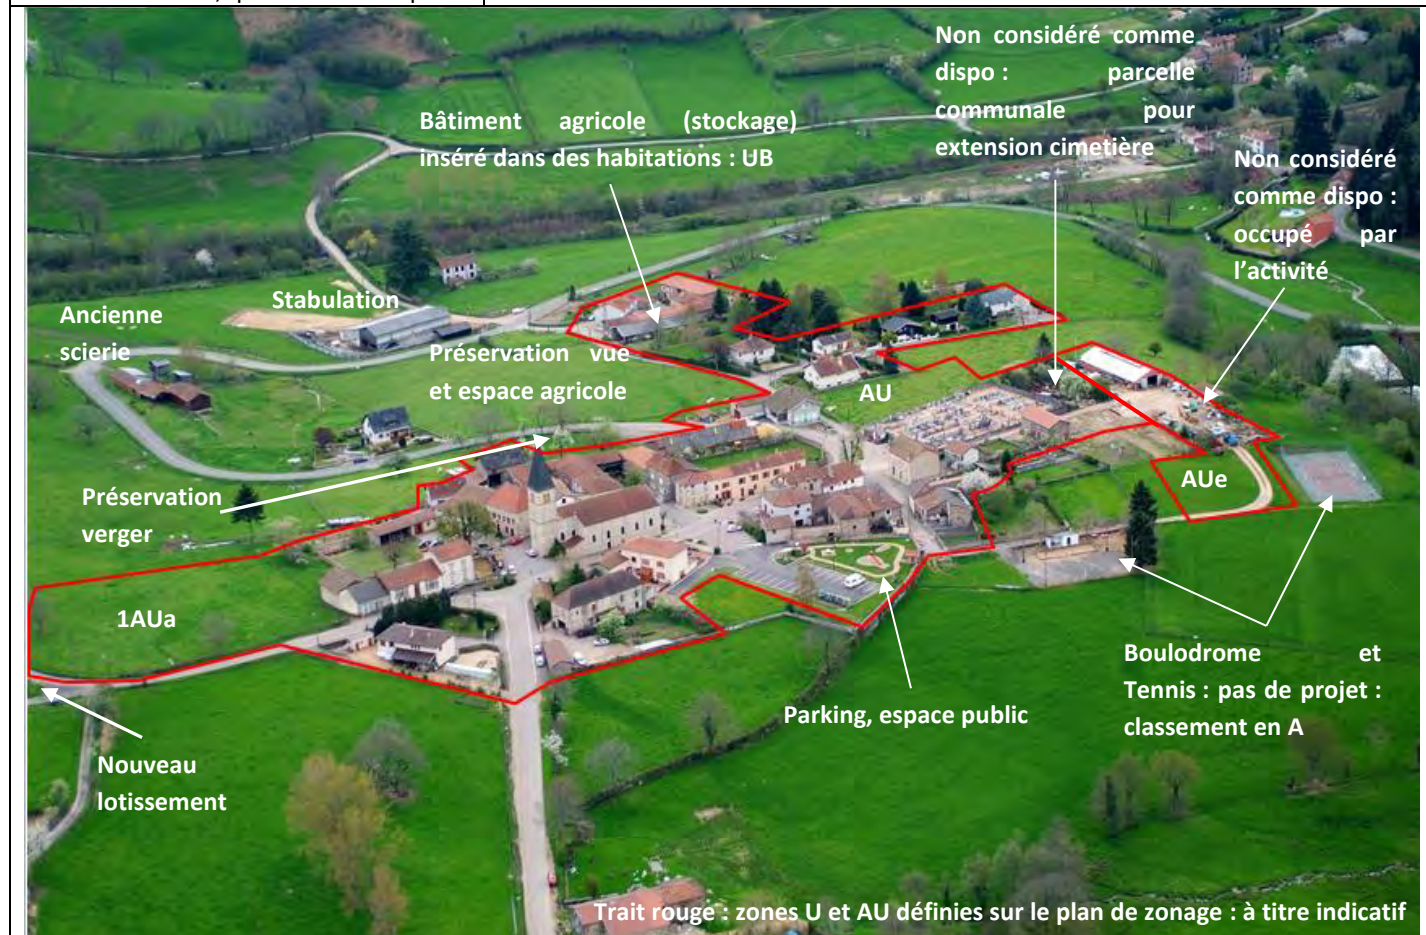 Non considéré comme
dispo : parcelle
communale pour
extension cimetière
Bâtiment agricole (stockage)
inséré dans des habitations : UB
Non considéré
comme dispo :
occupé par
l'activité
Stabulation
Ancienne
scierie
Préservation vue
et espace agricole
AU
AUe
Préservation
verger
1AUa
Boulodrome et
Tennis : pas de projet :
classement en A
Parking, espace public
Nouveau
lotissement
Trait rouge : zones U et AU définies sur le plan de zonage : à titre indicatif